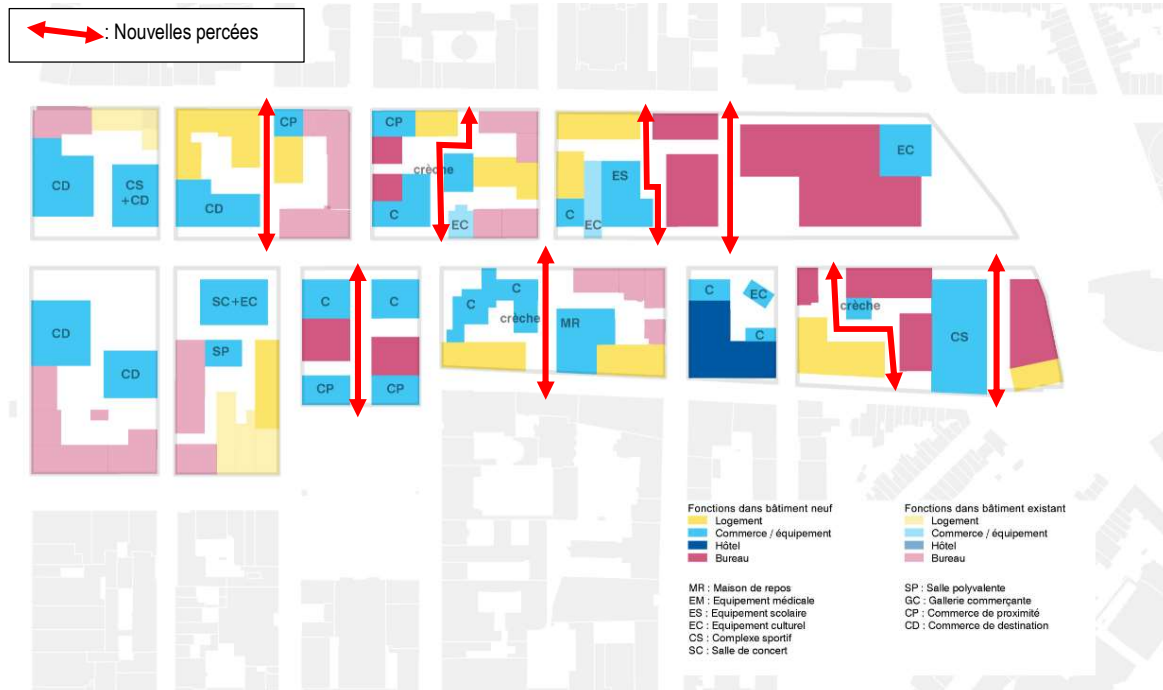 : Nouvelles percées
CP
CP
EC
crèche
CD
CS
+CD
ES
CD
C
C
EC
EC
SC+EC
C
C
C
C
C
EC
crèche
CD
crèche
MR
C
CS
SP
CD
CP
CP
Fonctions dans bâtiment neuf
Logement
Commerce / équipement
Hôtel
Bureau
Fonctions dans bâtiment existant
Logement
Commerce / équipement
Hôtel
Bureau
MR : Maison de repos
EM : Equipement médicale
ES : Equipement scolaire
EC : Equipement culturel
CS : Complexe sportif
SC : Salle de concert
SP : Salle polyvalente
GC : Gallerie commerçante
CP : Commerce de proximité
CD : Commerce de destination